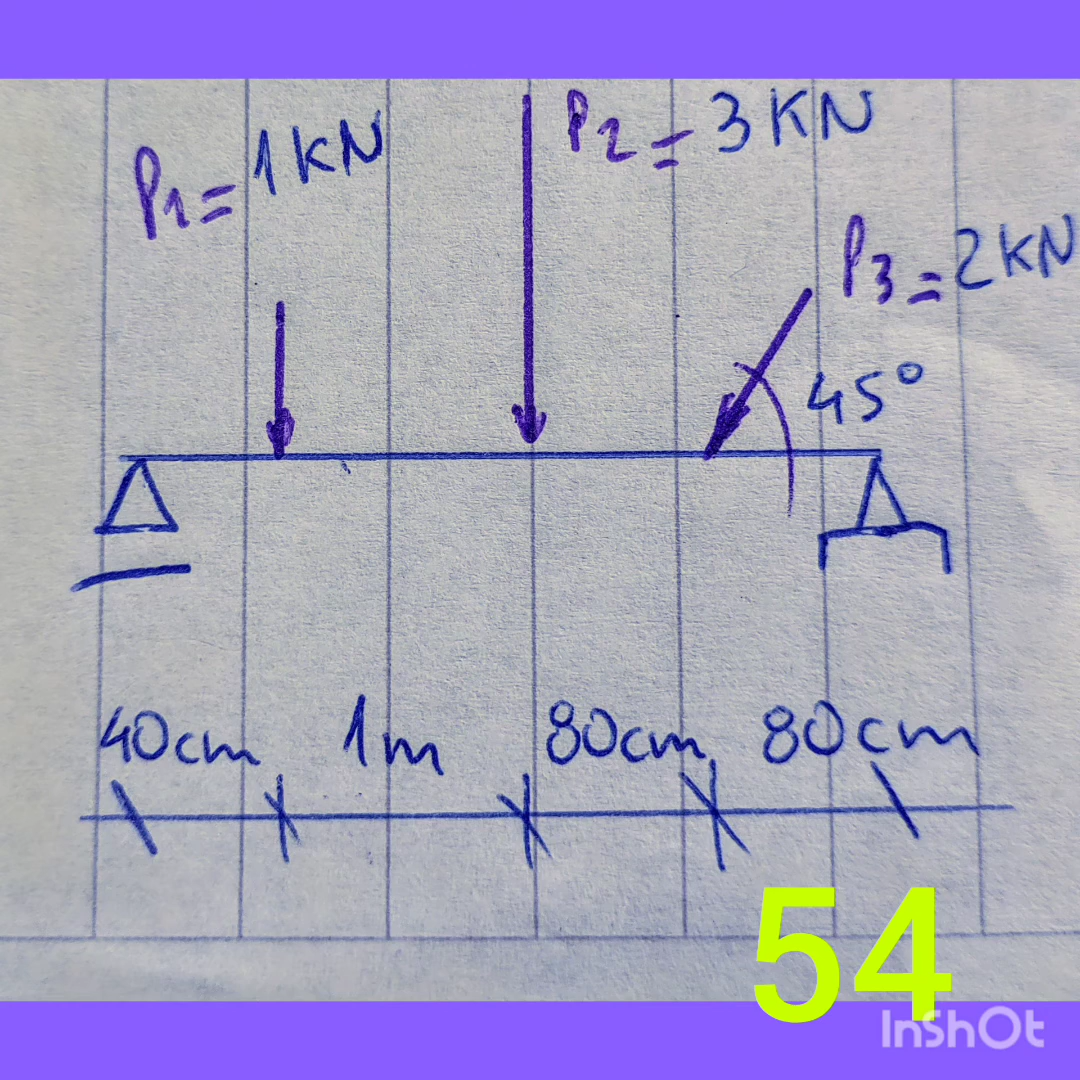 P1 = 1KN
P2 = 3KN
P3 = 2KN
45°
40cm 1m 80cm 80cm
54
InShOt